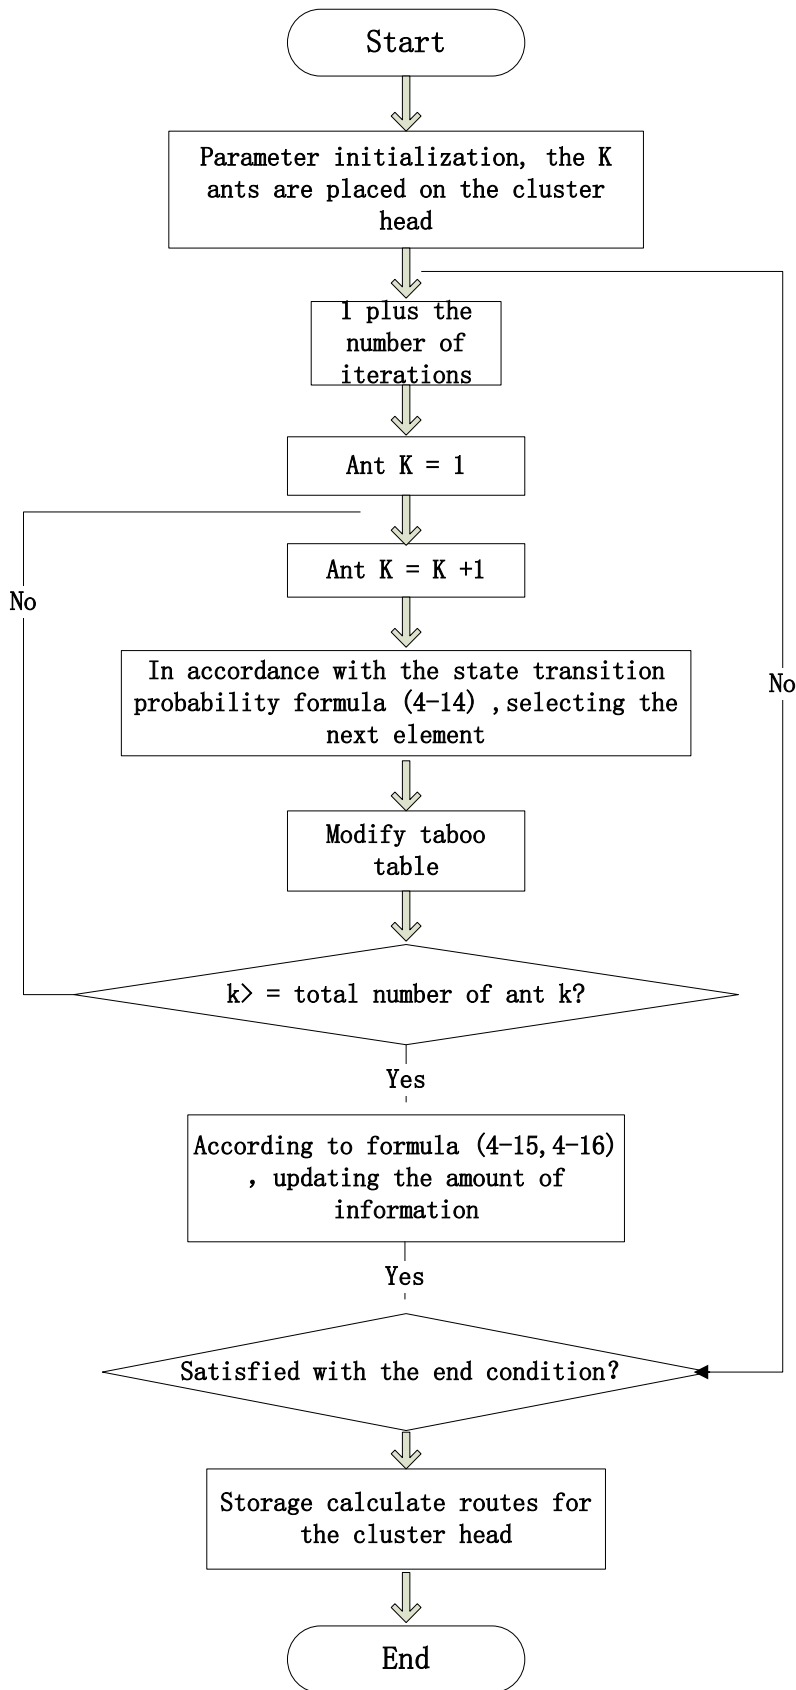 Start
Parameter initialization, the K
ants are placed on the cluster
head
1 plus the
number of
iterations
Ant K = 1
Ant K = K +1
No
In accordance with the state transition
probability formula (4-14) ,selecting the
next element
No
Modify taboo
table
k> = total number of ant k?
Yes
According to formula (4-15,4-16)
, updating the amount of
information
Yes
Satisfied with the end condition?
Storage calculate routes for
the cluster head
End